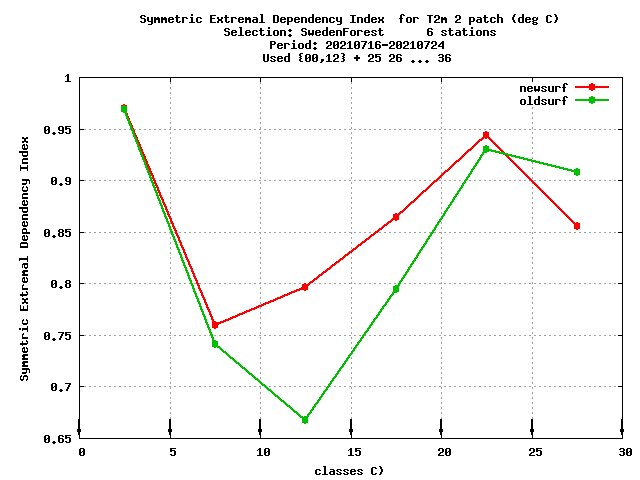 Symmetric Extremal Dependency Index  for T2m 2 patch (deg C)
Selection: SwedenForest      6 stations
Period: 20210716-20210724
Used {00,12} + 25 26 ... 36
newsurf
oldsurf
1
0.95
0.9
0.85
0.8
0.75
0.7
0.65
Symmetric Extremal Dependency Index
0 5 10 15 20 25 30
classes C)